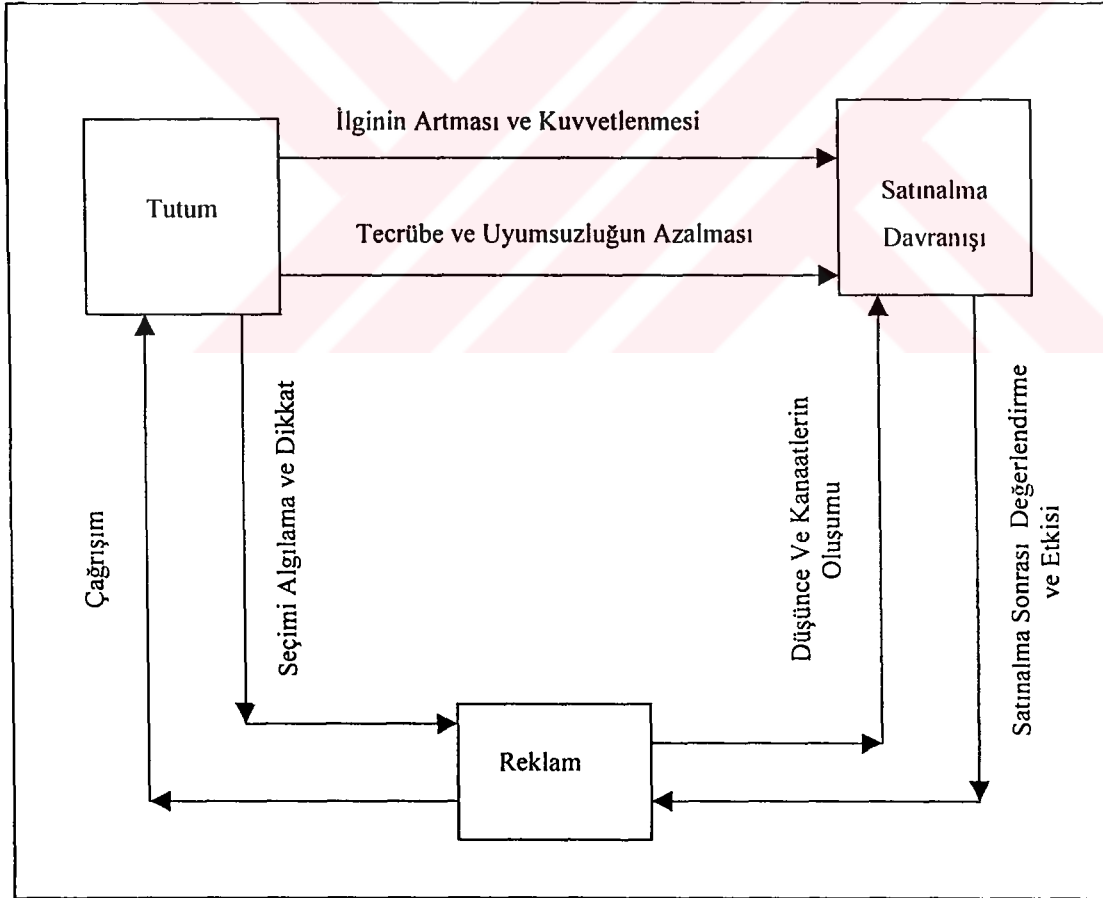 İlginin Artması ve Kuvvetlenmesi
Tutum
Satınalma
Davranışı
Tecrübe ve Uyumsuzluğun Azalması
Çağrışım
Seçimi Algılama ve Dikkat
Düşünce Ve Kanaatlerin
Oluşumu
Satınalma Sonrası Değerlendirme
ve Etkisi
Reklam